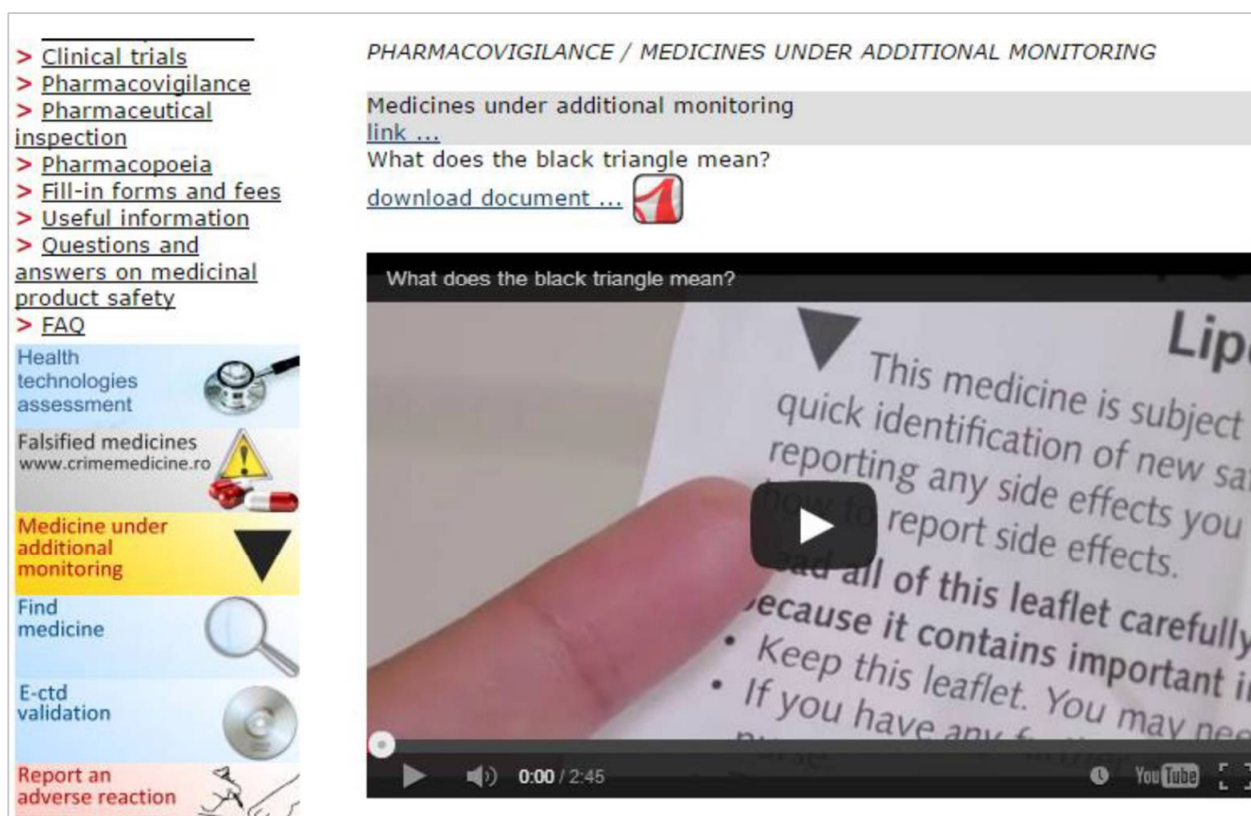 > Clinical trials
> Pharmacovigilance
> Pharmaceutical
inspection
> Pharmacopoeia
> Fill-in forms and fees
> Useful information
> Questions and
answers on medicinal
product safety
> FAQ
Health
technologies
assessment
Falsified medicines
www.crimemedicine.ro
Medicine under
additional
monitoring
Find
medicine
E-ctd
validation
Report an
adverse reaction
PHARMACOVIGILANCE / MEDICINES UNDER ADDITIONAL MONITORING
Medicines under additional monitoring
link ...
What does the black triangle mean?
download document ...
What does the black triangle mean?
This medicine is subject
quick identification of new
reporting any side effects you
how to report side effects.
all of this leaflet carefully
because it contains important
• Keep this leaflet. You may
• If you have any
0:00 / 2:45
YouTube